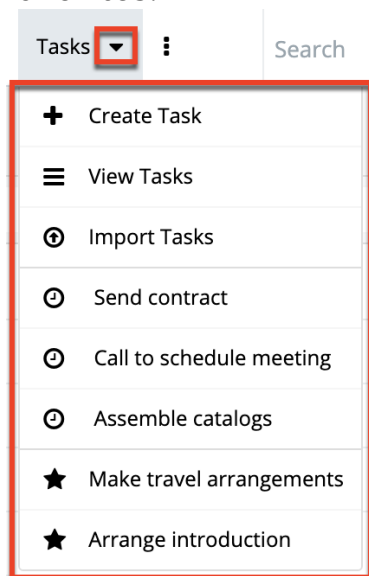 Tasks
Search
Create Task
View Tasks
Import Tasks
Send contract
Call to schedule meeting
Assemble catalogs
Make travel arrangements
Arrange introduction